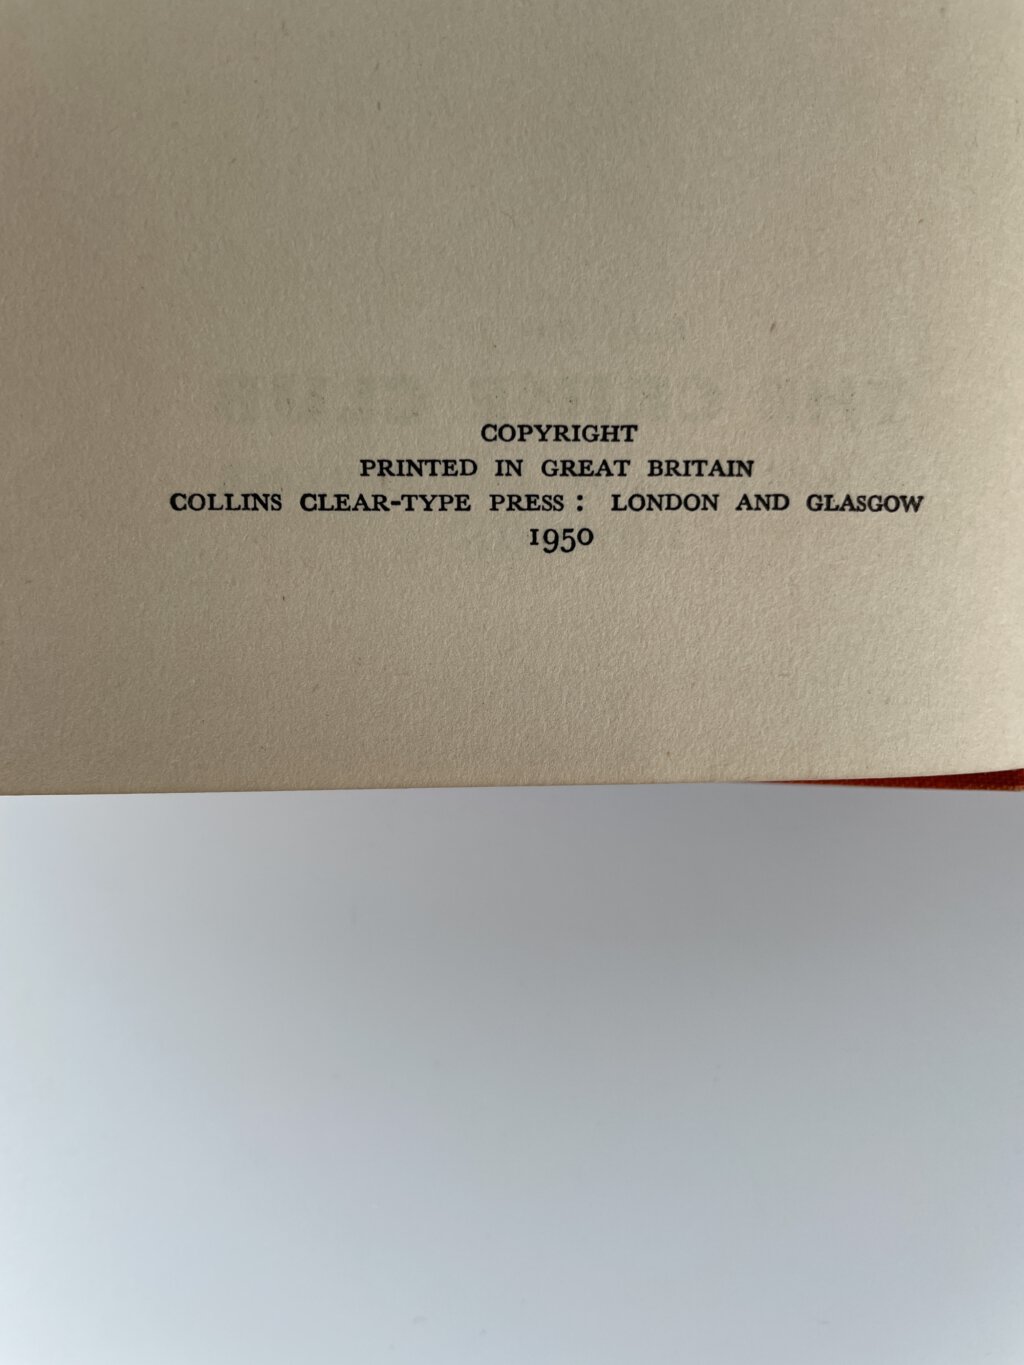 COPYRIGHT
PRINTED IN GREAT BRITAIN
COLLINS CLEAR-TYPE PRESS : LONDON AND GLASGOW
1950